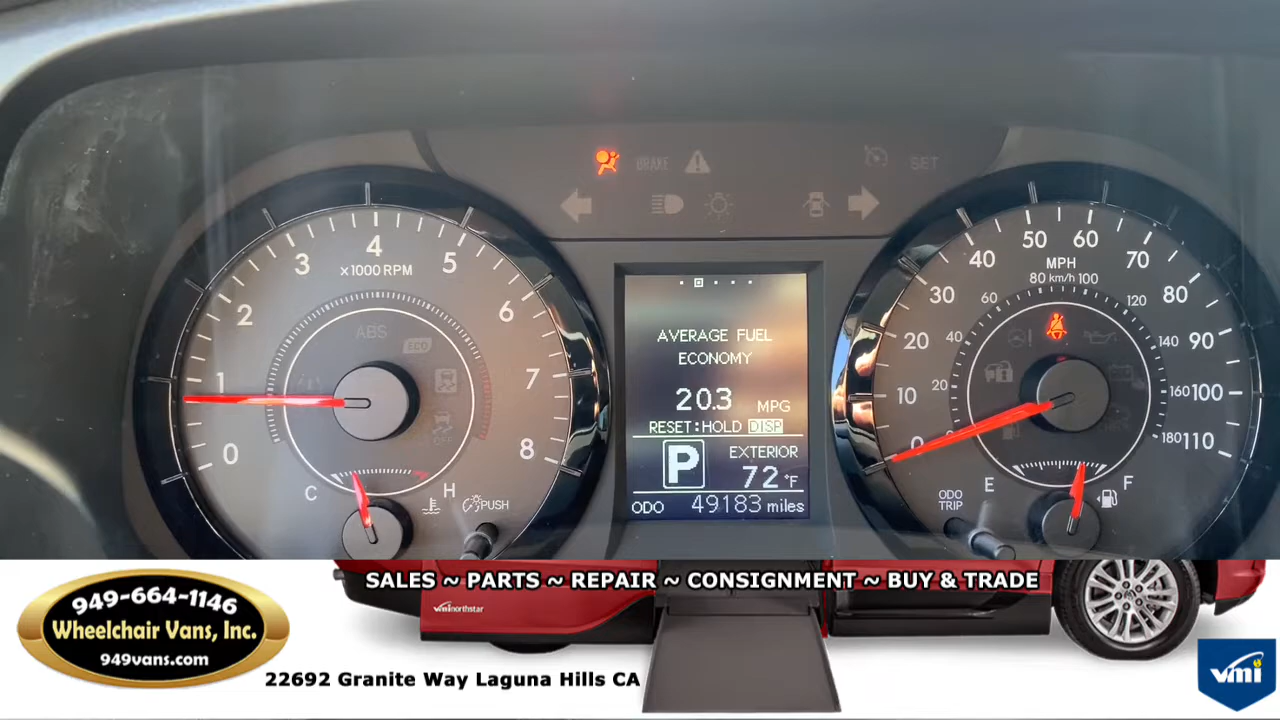 BRAKE
SET
4
3 5
×1000 RPM
2 6
ABS
ECO
1 7
0 8
C H
PUSH
AVERAGE FUEL
ECONOMY
20.3 MPG
RESET:HOLD DISP
P EXTERIOR
72 °F
ODO 49183 miles
50 60
40 MPH 70
80 km/h 100
30 60 120 80
20 40 140 90
10 20 160 100
0 180 110
ODO
TRIP
E F
SALES ~ PARTS ~ REPAIR ~ CONSIGNMENT ~ BUY & TRADE
949-664-1146
Wheelchair Vans, Inc.
949vans.com
vmi northstar
22692 Granite Way Laguna Hills CA
vmi